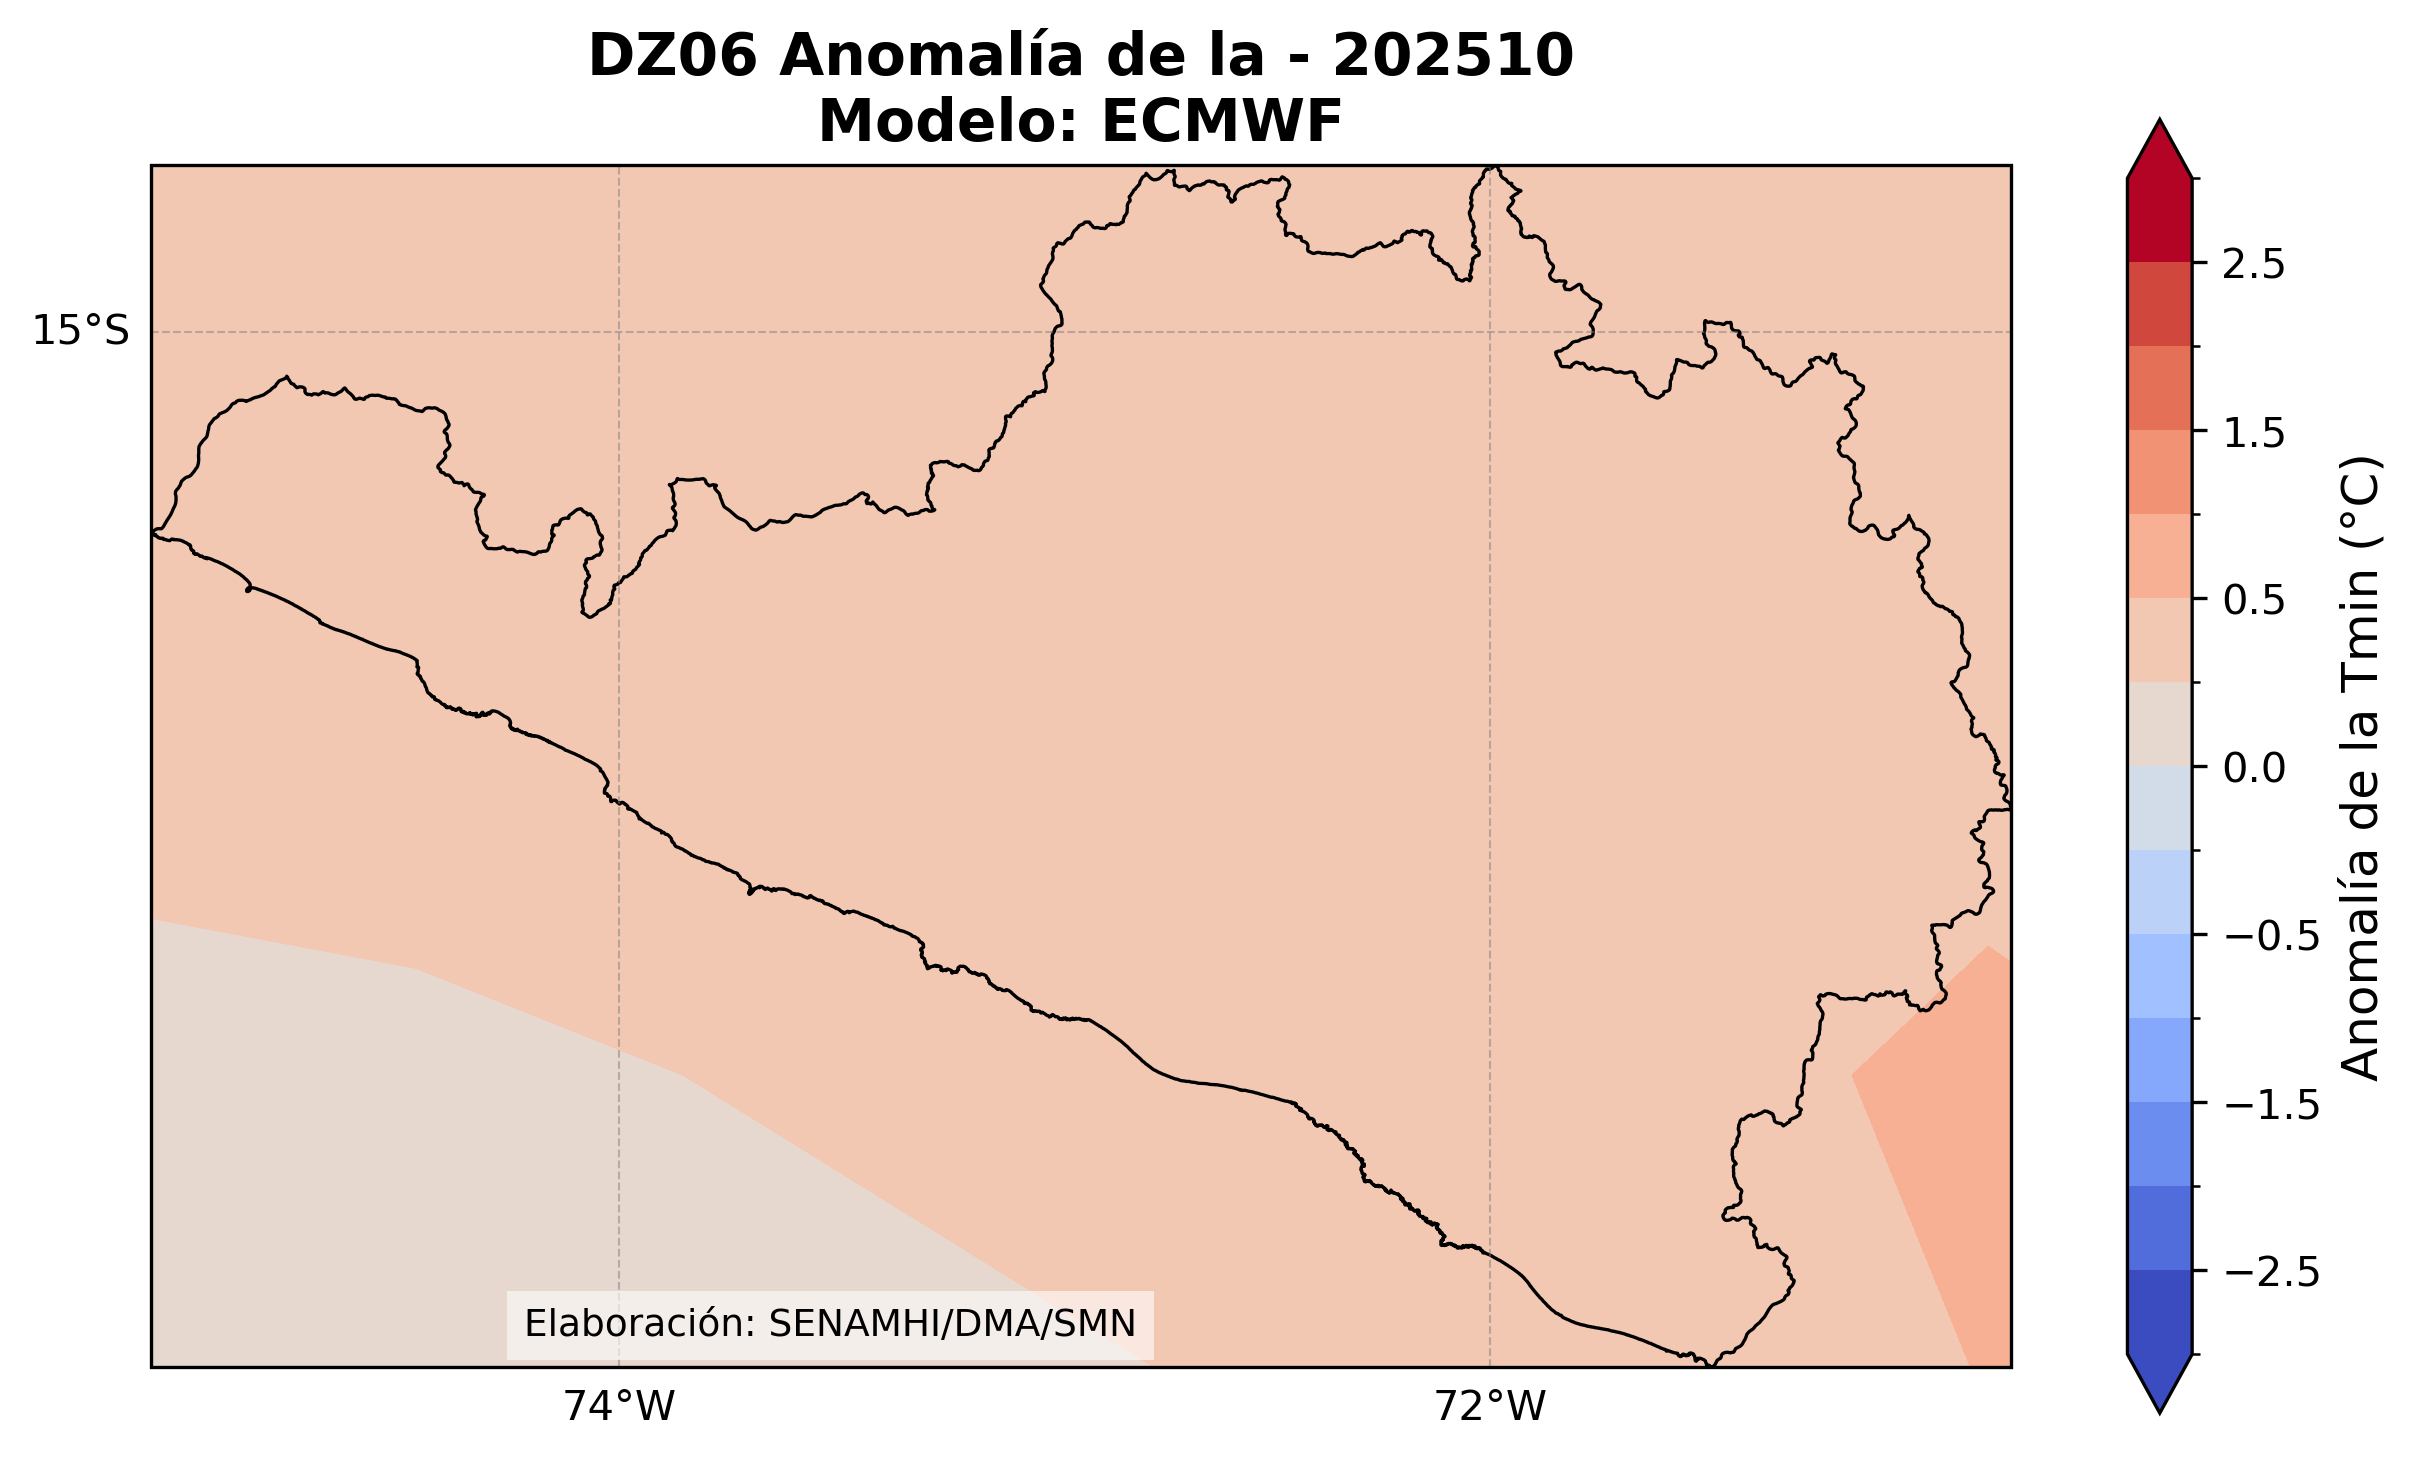 DZ06 Anomalía de la - 202510
Modelo: ECMWF
15°S
74°W
72°W
Elaboración: SENAMHI/DMA/SMN
2.5
1.5
0.5
0.0
−0.5
−1.5
−2.5
Anomalía de la Tmin (°C)